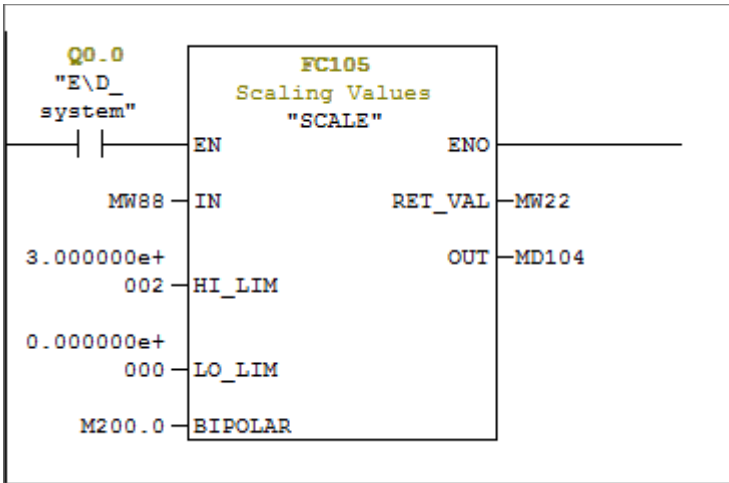 Q0.0
"E\D_
system"
FC105
Scaling Values
"SCALE"
EN
ENO
MW88
IN
RET_VAL
MW22
3.000000e+
002
HI_LIM
OUT
MD104
0.000000e+
000
LO_LIM
M200.0
BIPOLAR